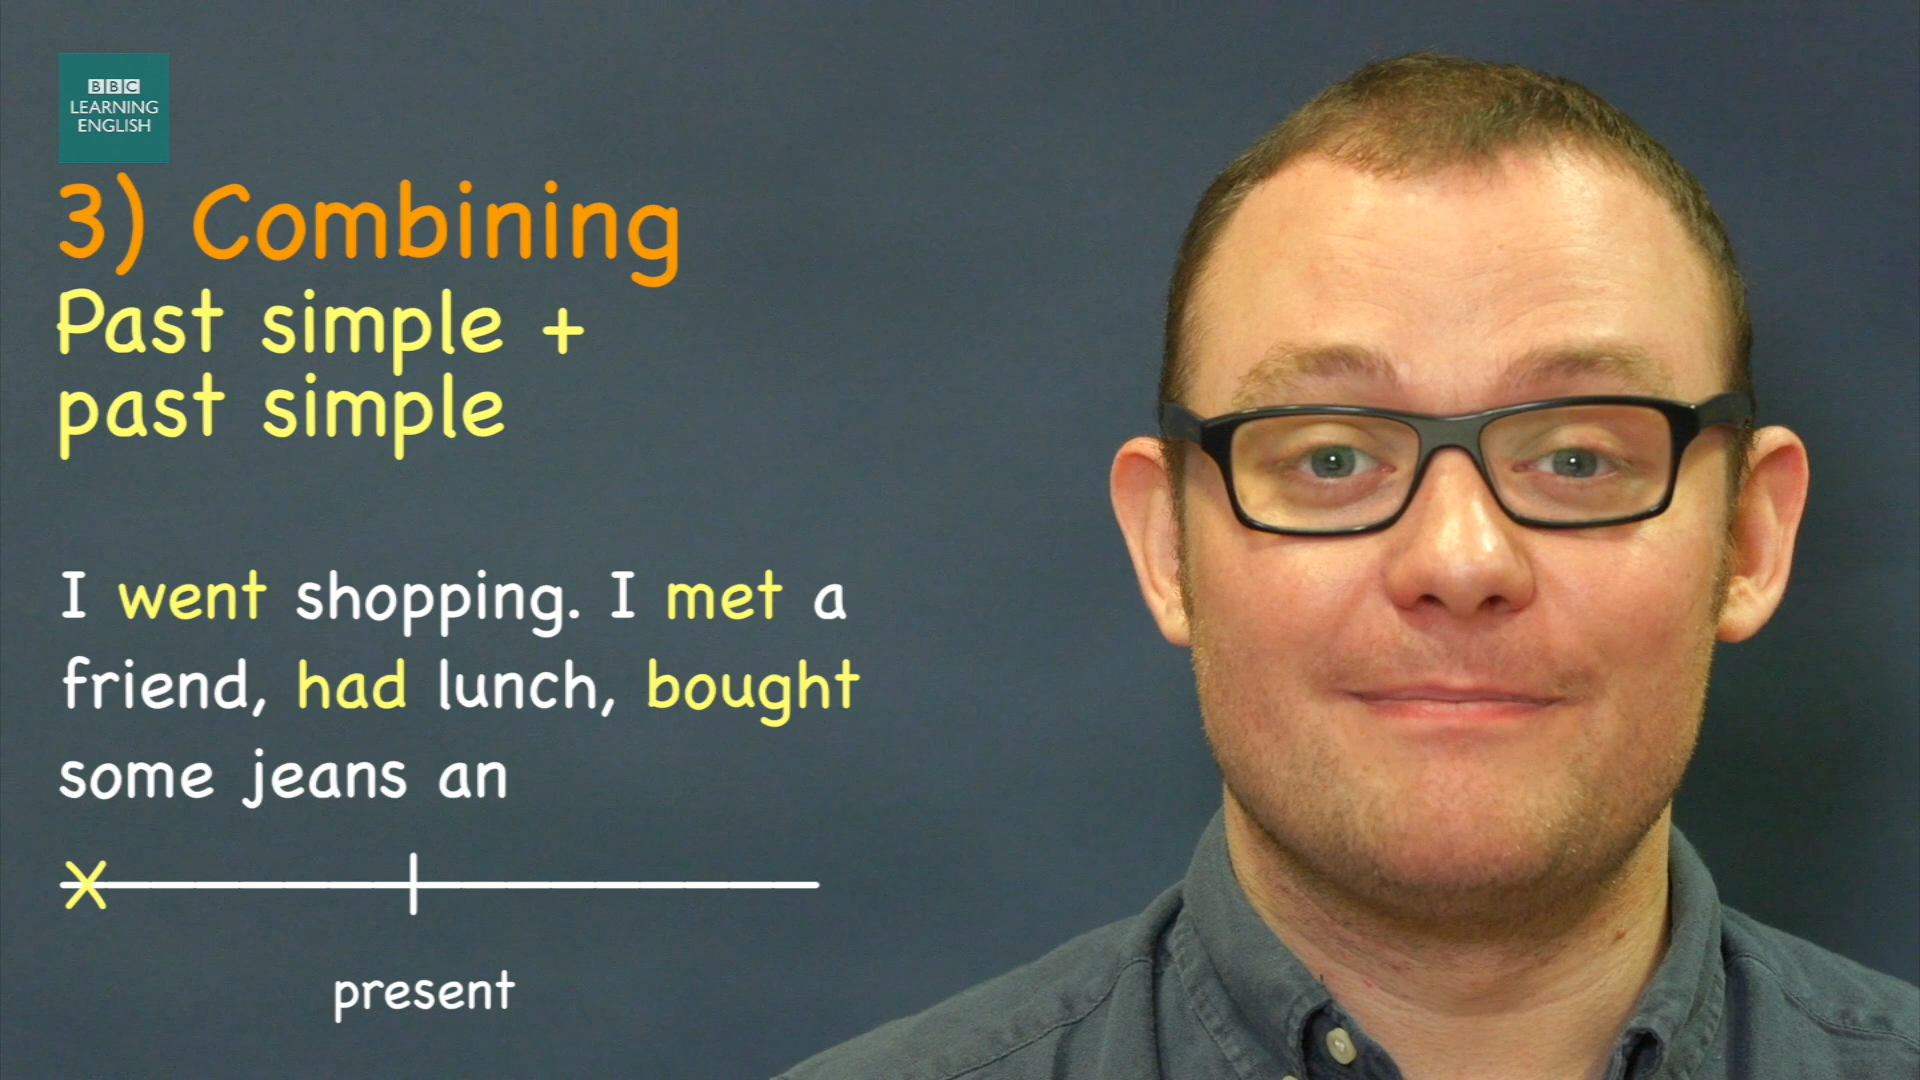 BBC
LEARNING
ENGLISH
3) Combining
Past simple +
past simple
I went shopping. I met a
friend, had lunch, bought
some jeans an
present